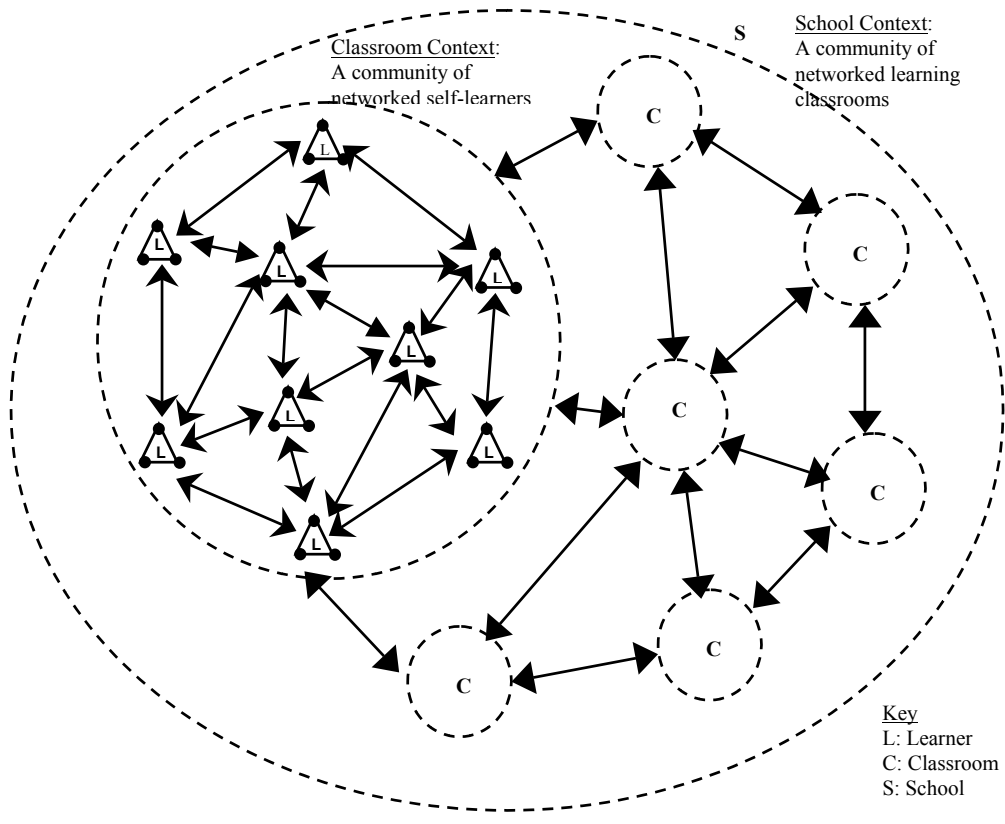 S
School Context:
A community of
networked learning
classrooms
Classroom Context:
A community of
networked self-learners
C
L
L
C
L
L
L
C
L
L
L
C
L
C
C
Key
L: Learner
C: Classroom
S: School